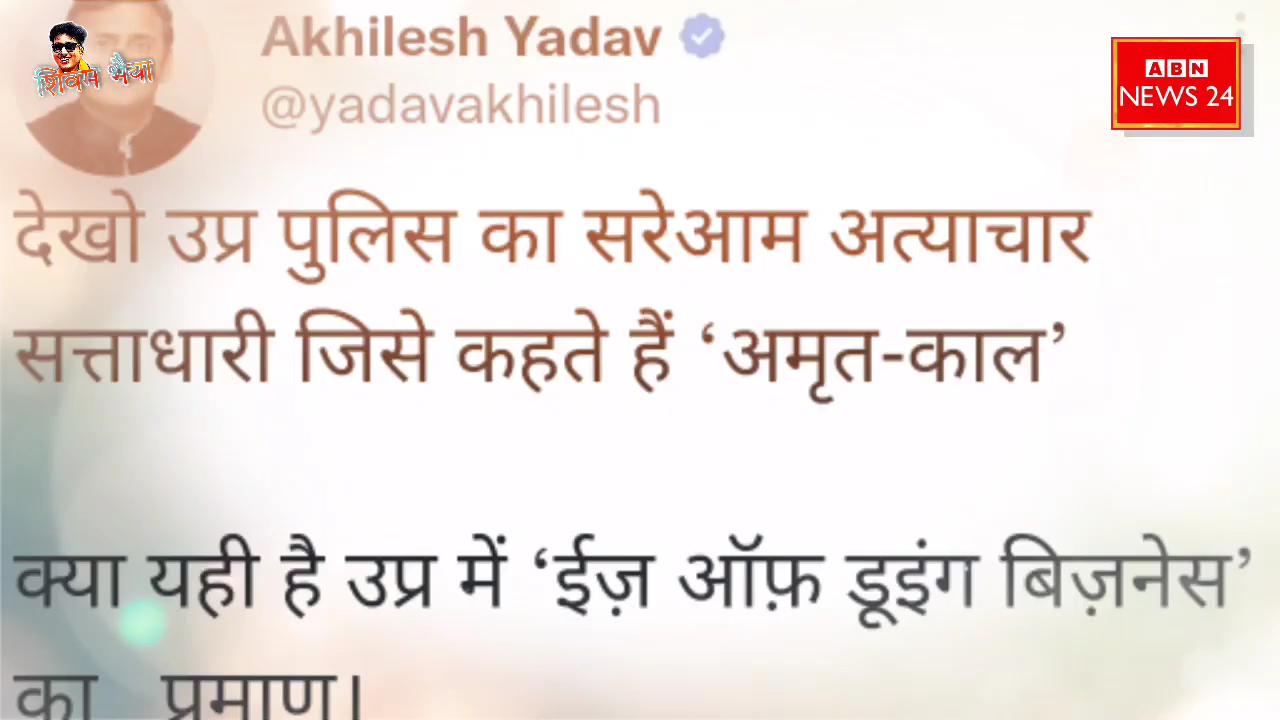 Akhilesh Yadav
@yadavakhilesh
शिवम भैया
ABN
NEWS 24
देखो उप्र पुलिस का सरेआम अत्याचार
सत्ताधारी जिसे कहते हैं ‘अमृत-काल’
क्या यही है उप्र में ‘ईज़ ऑफ़ डूइंग बिज़नेस’
का प्रमाण।